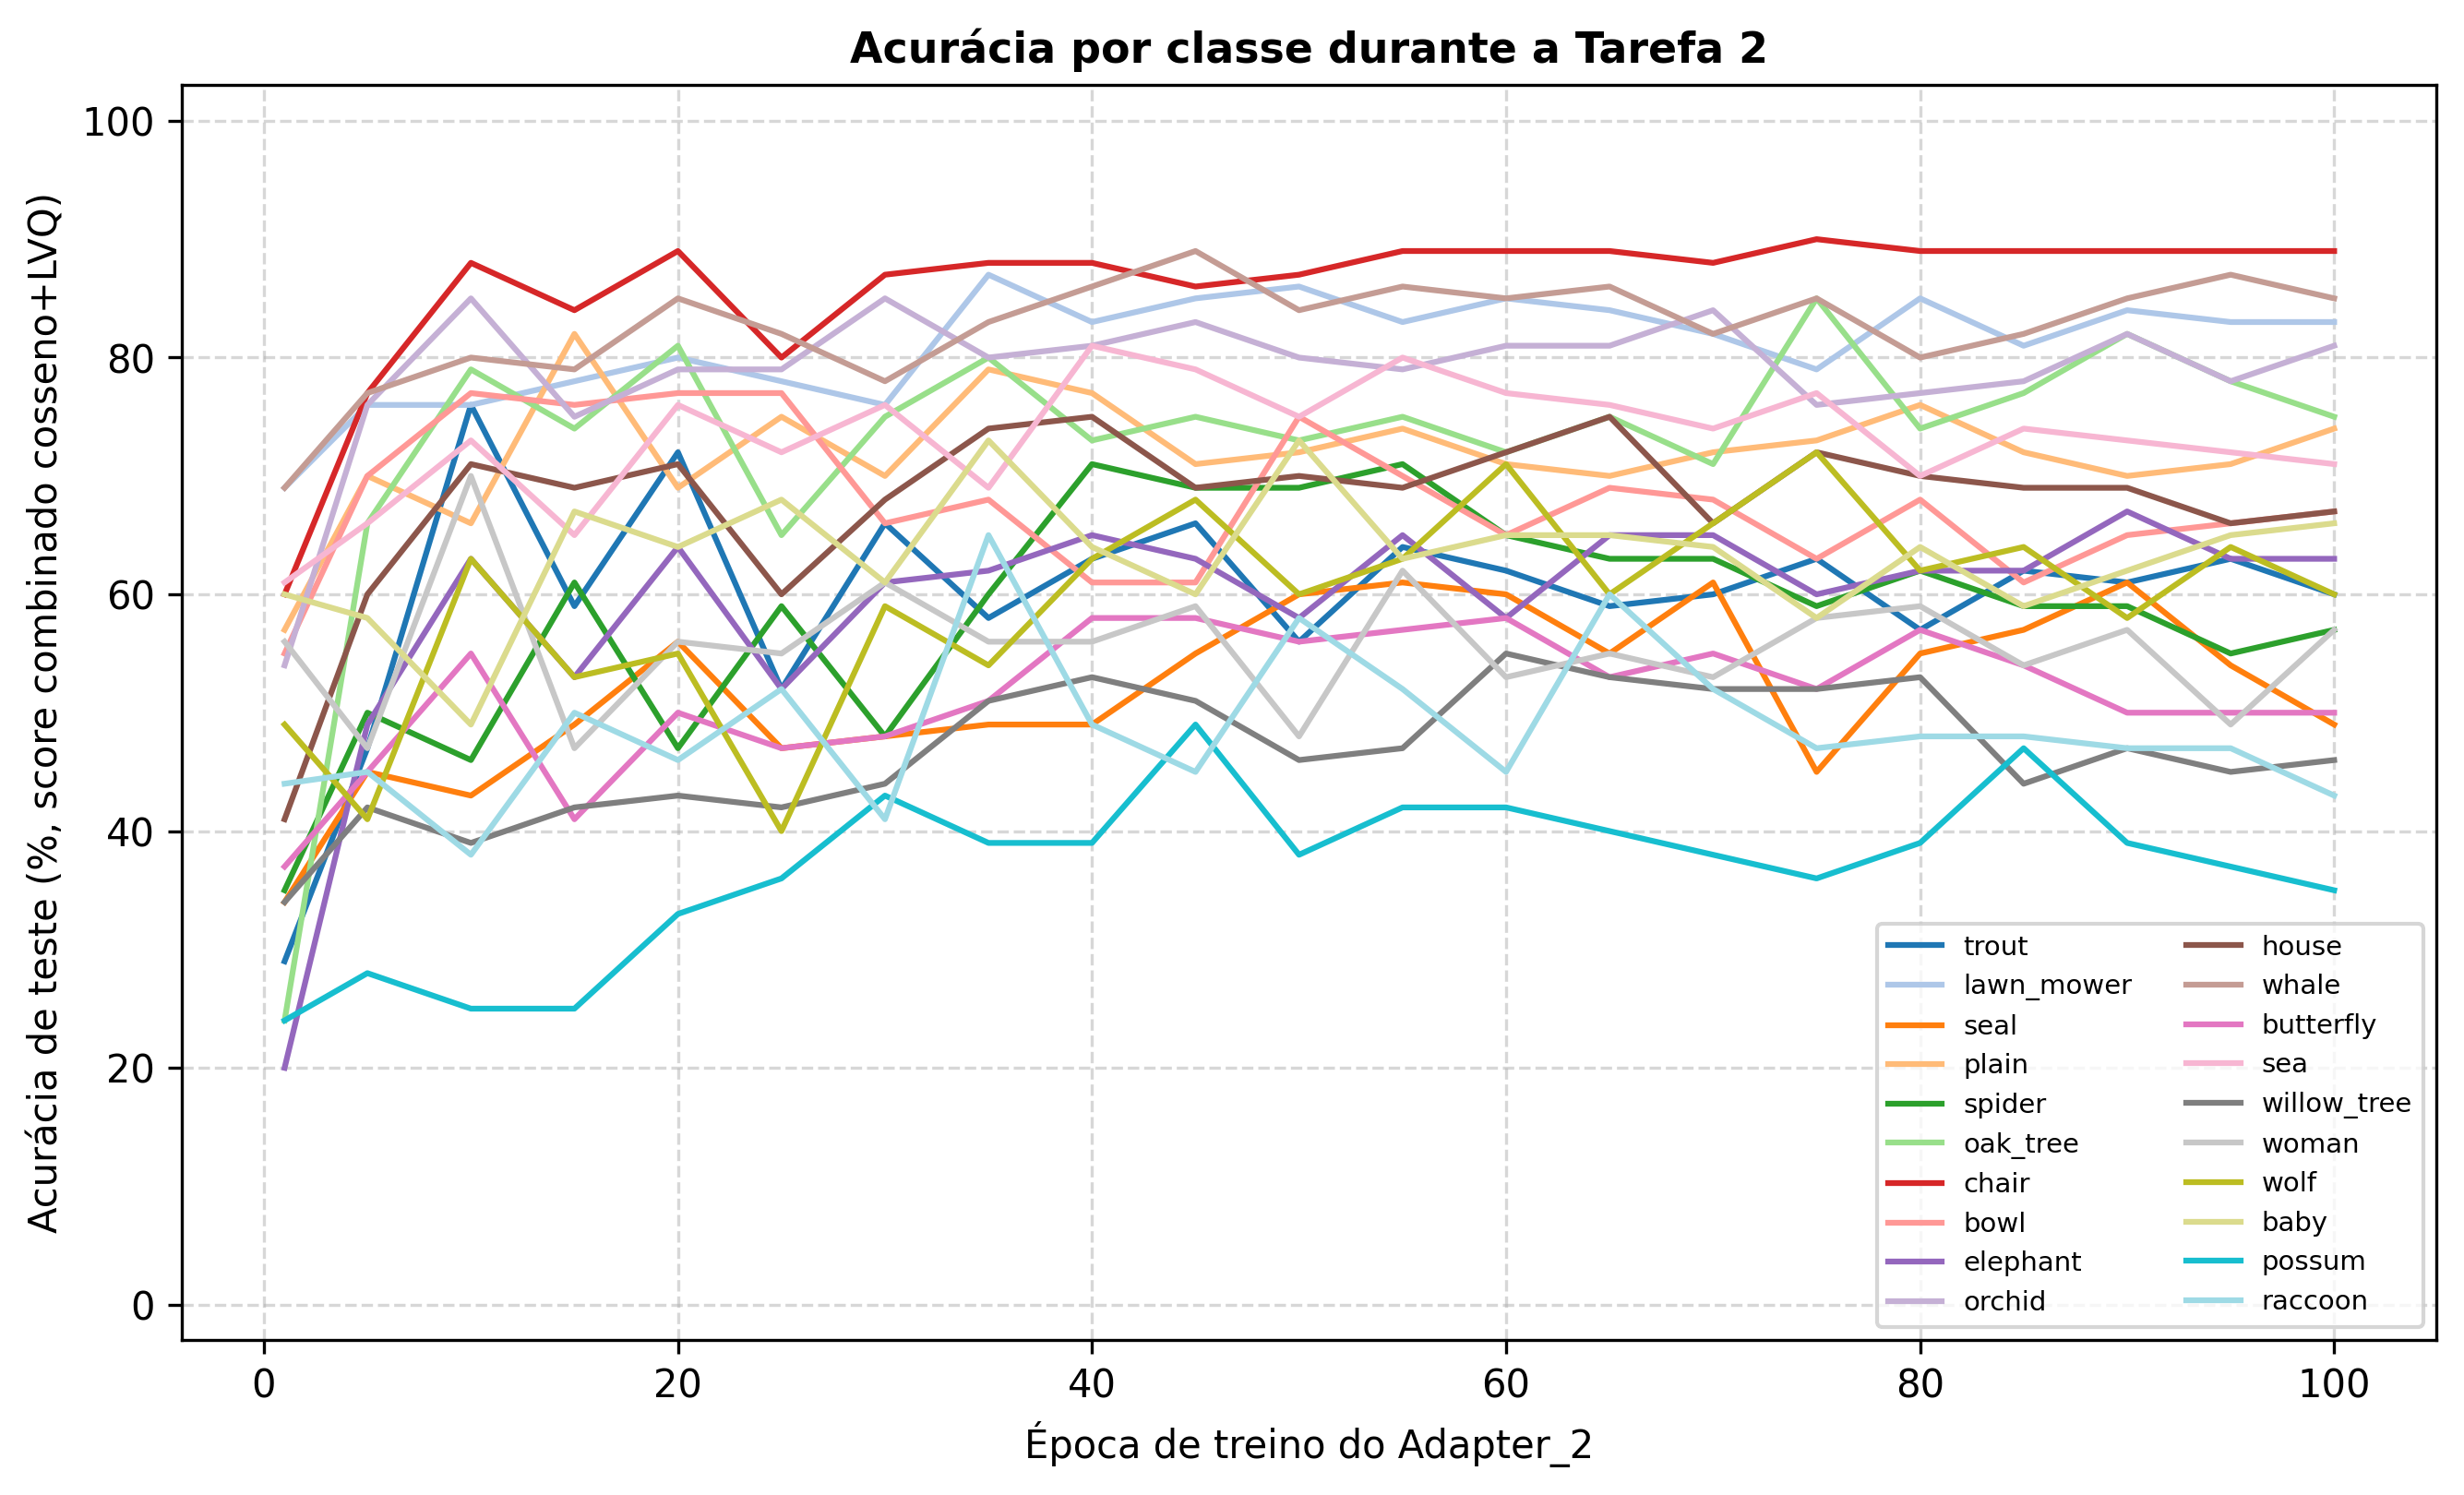 Acurácia por classe durante a Tarefa 2
Acurácia de teste (%, score combinado cosseno+LVQ)
100
80
60
40
20
0
0 20 40 60 80 100
Época de treino do Adapter_2
trout
lawn_mower
seal
plain
spider
oak_tree
chair
bowl
elephant
orchid
house
whale
butterfly
sea
willow_tree
woman
wolf
baby
possum
raccoon